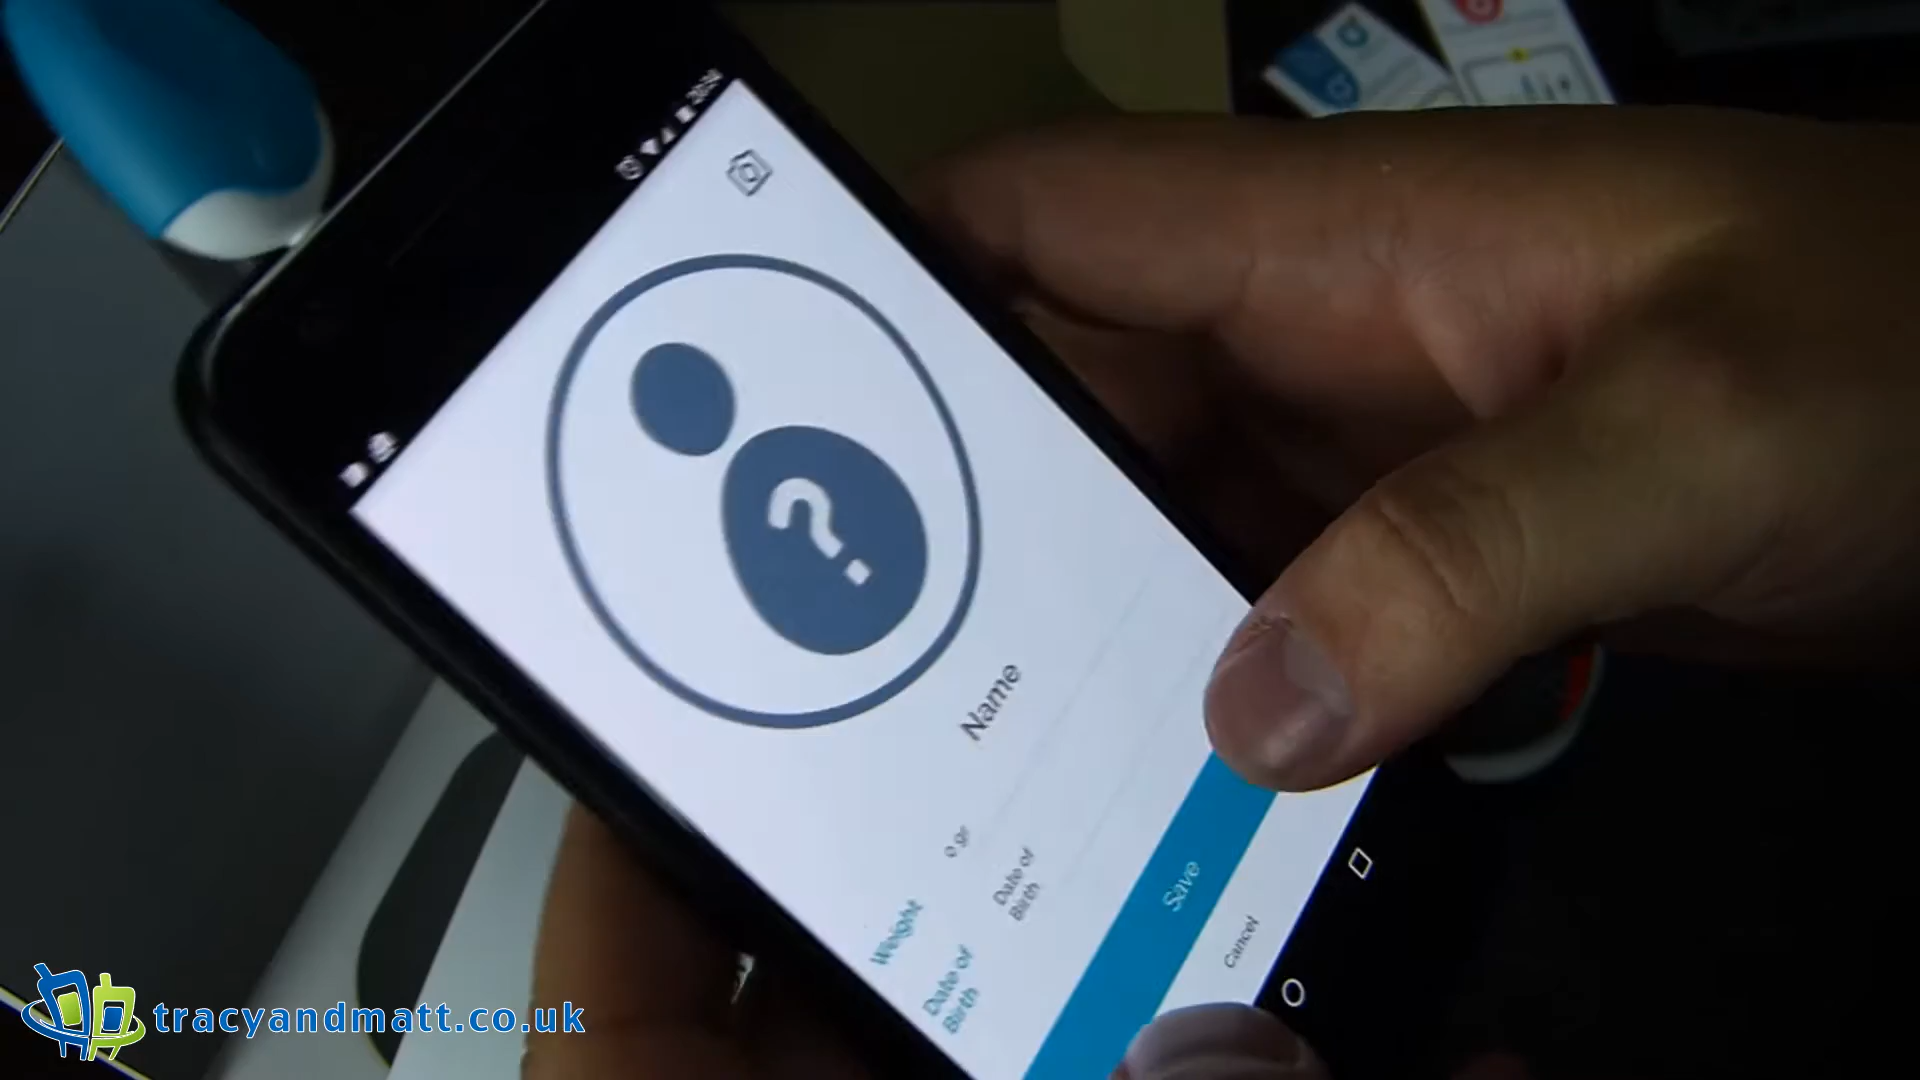 ?
Name
Weight
0 gr
Date of
Birth
Date of
Birth
Save
Cancel
tracyandmatt.co.uk